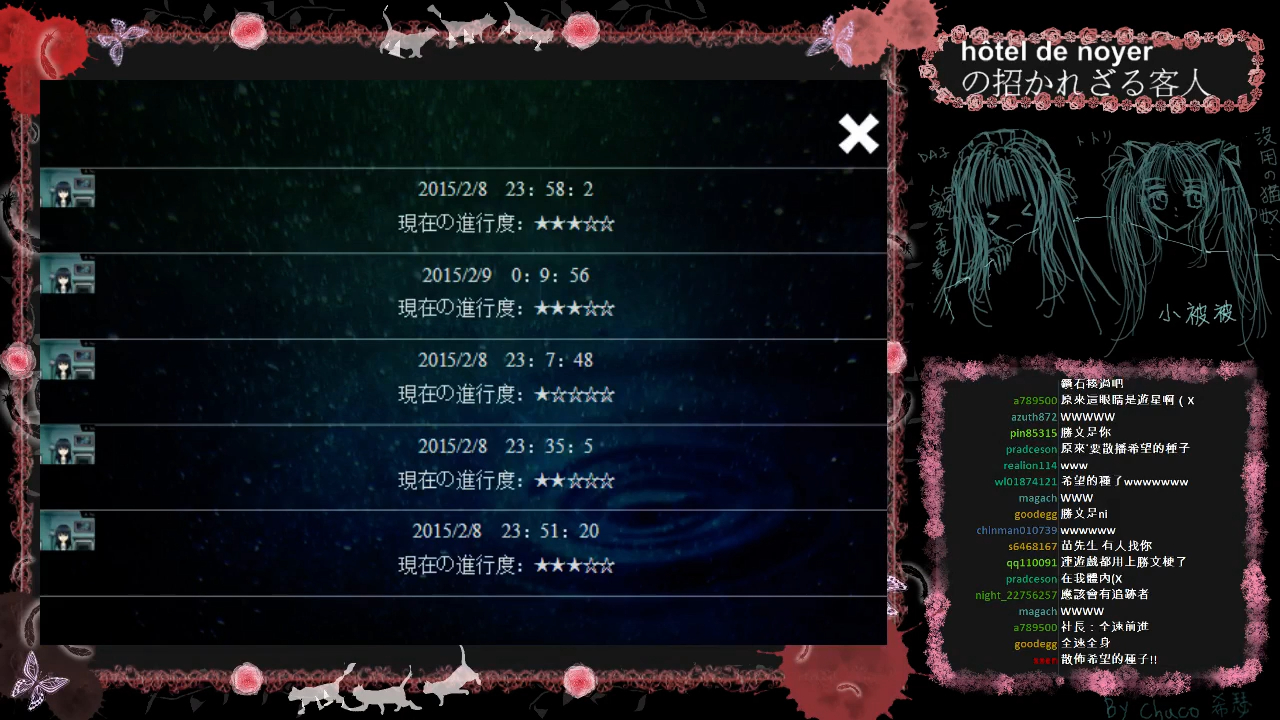 hôtel de noyer
の招かれざる客人
2015/2/8 23：58：2
現在の進行度：★★★☆☆
2015/2/9 0：9：56
現在の進行度：★★★☆☆
2015/2/8 23：7：48
現在の進行度：★☆☆☆☆
2015/2/8 23：35：5
現在の進行度：★★☆☆☆
2015/2/8 23：51：20
現在の進行度：★★★☆☆
トトリ
小被被
a789500 原來這眼睛是遊星啊 ( X
azuth872 WWWWW
pin85315 勝文是你
pradceson 原來˙要散播希望的種子
realion114 www
wl01874121 希望的種子wwwwwww
magach WWW
goodegg 勝文是ni
chinman010739 wwwwww
s6468167 苗先生 有人找你
qq110091 連遊戲都用上勝文梗了
pradceson 在我體內(X
night_22756257 應該會有追跡者
magach WWWW
a789500 社長：全速前進
goodegg 全速全身
散佈希望的種子!!
By Chaco 希瑟